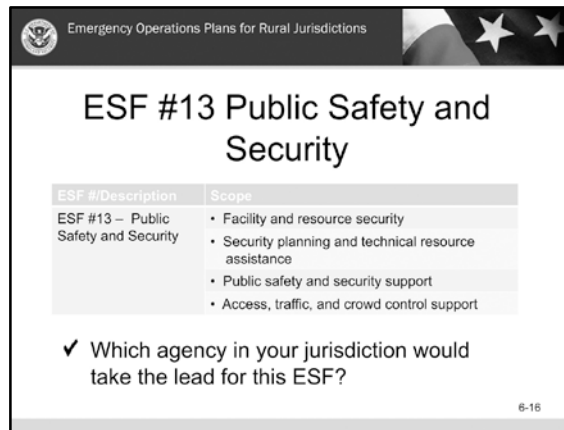 Emergency Operations Plans for Rural Jurisdictions
ESF #13 Public Safety and
Security
ESF #/Description
Scope
ESF #13 – Public
Safety and Security
• Facility and resource security
• Security planning and technical resource
assistance
• Public safety and security support
• Access, traffic, and crowd control support
✓ Which agency in your jurisdiction would
take the lead for this ESF?
6-16